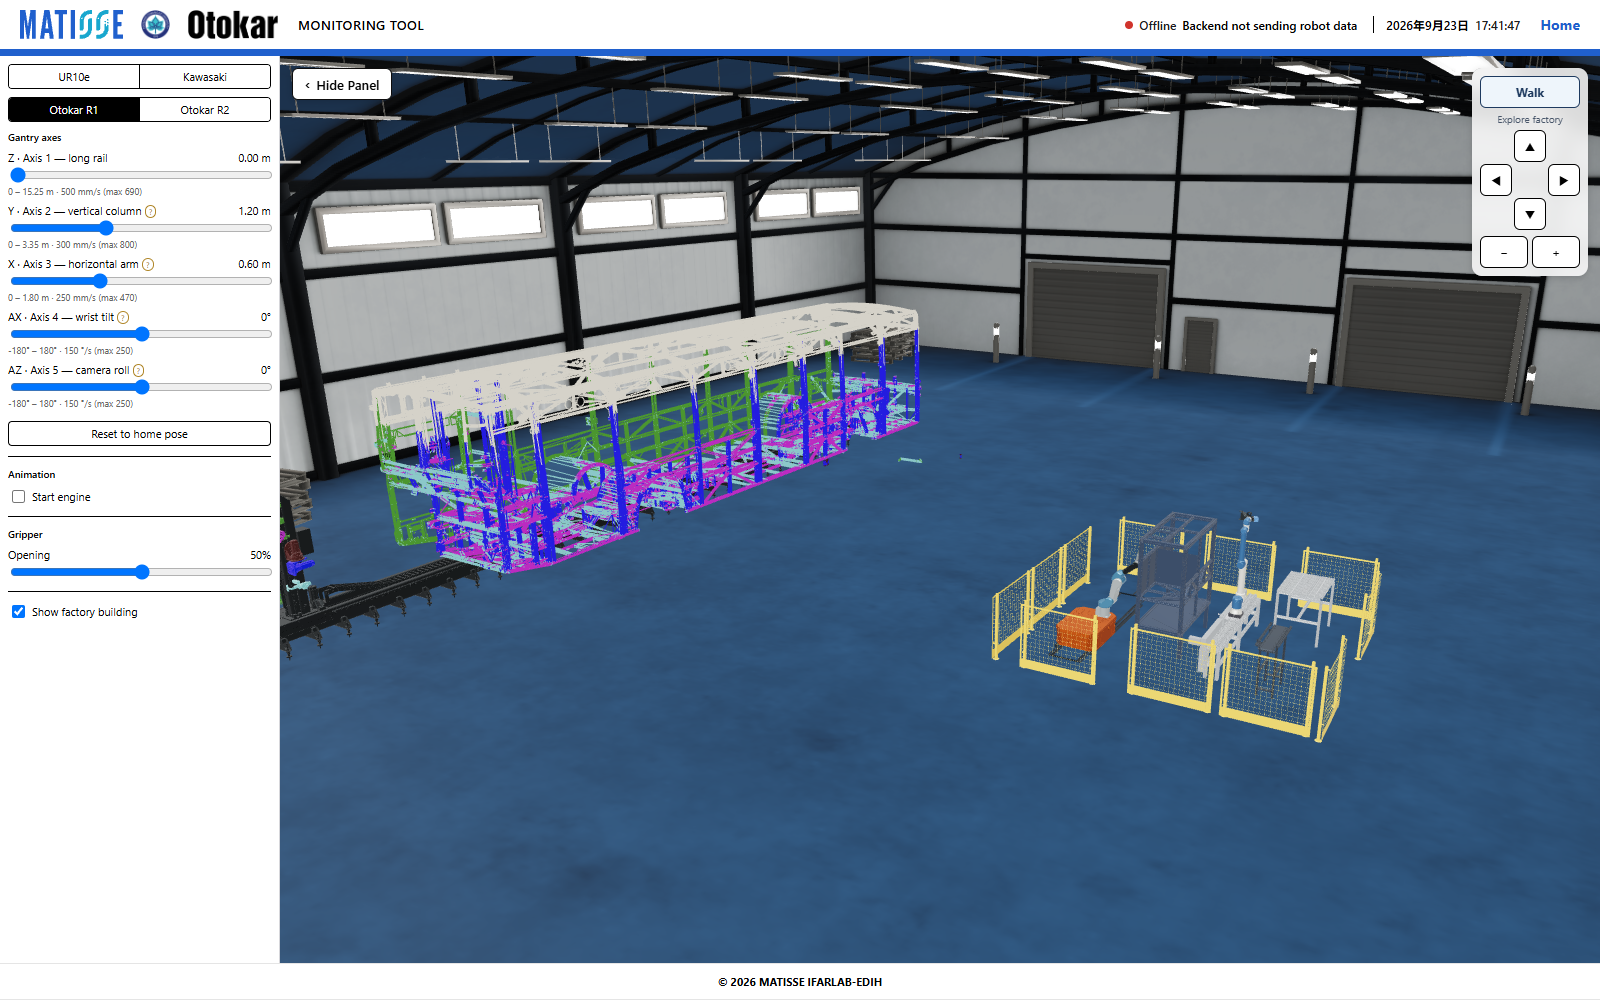 MATISSE Otokar MONITORING TOOL
Offline Backend not sending robot data 2026年9月23日 17:41:47 Home
UR10e Kawasaki
Otokar R1 Otokar R2
Gantry axes
Z · Axis 1 — long rail 0.00 m
0 – 15.25 m · 500 mm/s (max 690)
Y · Axis 2 — vertical column ? 1.20 m
0 – 3.35 m · 300 mm/s (max 800)
X · Axis 3 — horizontal arm ? 0.60 m
0 – 1.80 m · 250 mm/s (max 470)
AX · Axis 4 — wrist tilt ? 0°
-180° – 180° · 150 °/s (max 250)
AZ · Axis 5 — camera roll ? 0°
-180° – 180° · 150 °/s (max 250)
Reset to home pose
Animation
Start engine
Gripper
Opening 50%
Show factory building
‹ Hide Panel
Walk
Explore factory
▲
◀ ▶
▼
− +
© 2026 MATISSE IFARLAB-EDIH